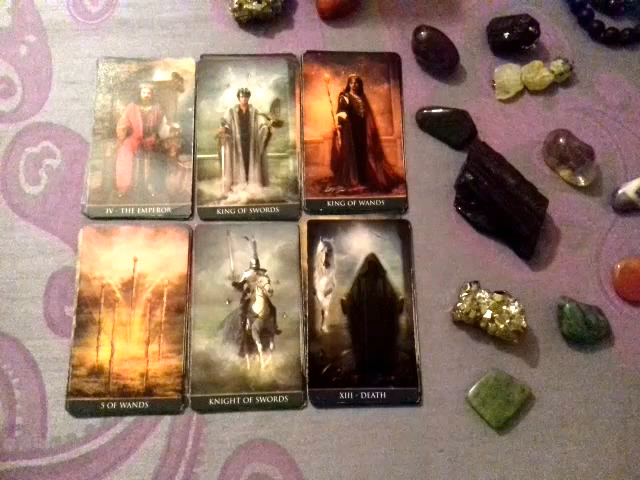 IV · THE EMPEROR
KING OF SWORDS
KING OF WANDS
5 OF WANDS
KNIGHT OF SWORDS
XIII · DEATH